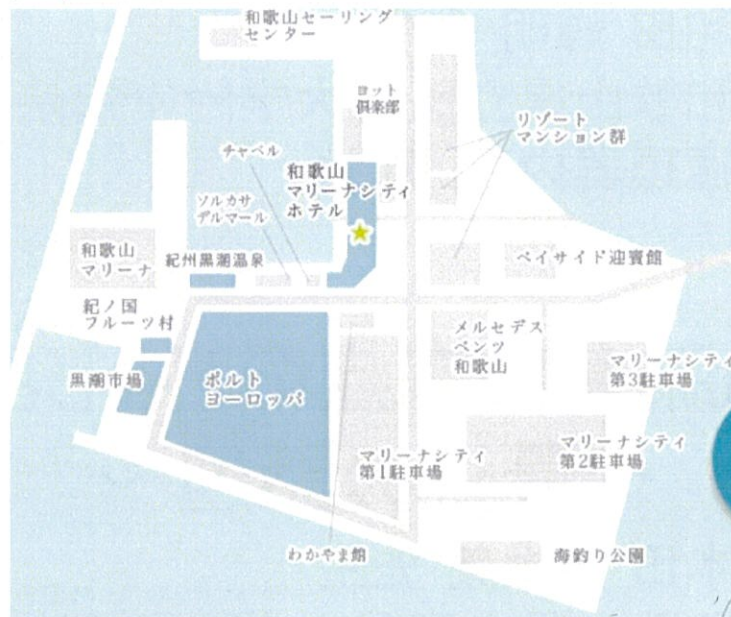 和歌山セーリング
センター
ヨット
倶楽部
リゾート
マンション群
チャペル
和歌山
マリーナシティ
ホテル
ソルカサ
デルマール
和歌山
マリーナ
紀州黒潮温泉
ベイサイド迎賓館
紀ノ国
フルーツ村
メルセデス
ベンツ
和歌山
黒潮市場
ポルト
ヨーロッパ
マリーナシティ
第3駐車場
マリーナシティ
第1駐車場
マリーナシティ
第2駐車場
わかやま館
海釣り公園